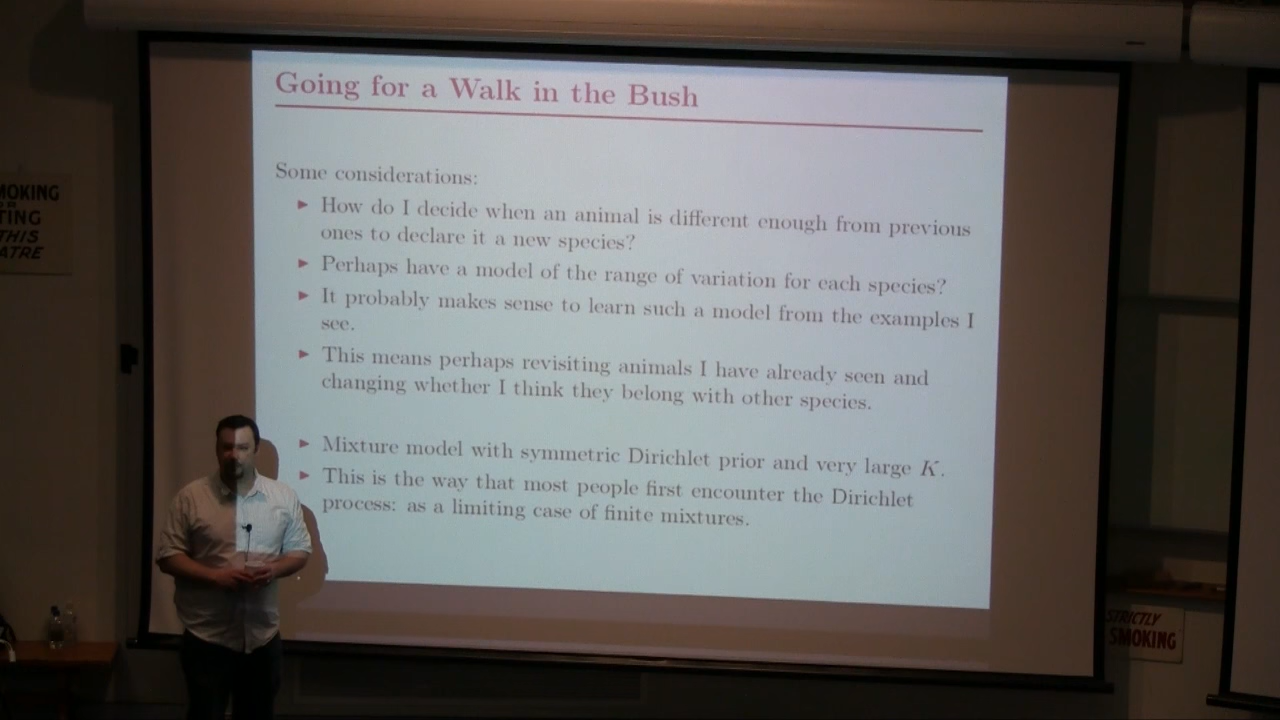 Going for a Walk in the Bush
Some considerations:
► How do I decide when an animal is different enough from previous
ones to declare it a new species?
► Perhaps have a model of the range of variation for each species?
► It probably makes sense to learn such a model from the examples I
see.
► This means perhaps revisiting animals I have already seen and
changing whether I think they belong with other species.
► Mixture model with symmetric Dirichlet prior and very large K.
► This is the way that most people first encounter the Dirichlet
process: as a limiting case of finite mixtures.
MOKING
TING
THIS
ATRE
STRICTLY
SMOKING